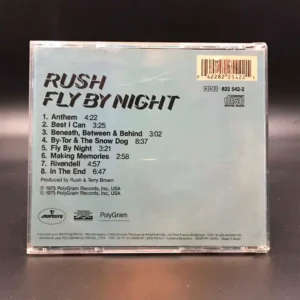 RUSH
FLY BY NIGHT
822 542-2
1. Anthem 4:22
2. Best I Can 3:25
3. Beneath, Between & Behind 3:02
4. By-Tor & The Snow Dog 8:37
5. Fly By Night 3:21
6. Making Memories 2:58
7. Rivendell 4:57
8. In The End 6:47
Produced by Rush & Terry Brown
℗ 1975 PolyGram Records, Inc., USA
© 1975 PolyGram Records, Inc., USA
mercury
PolyGram